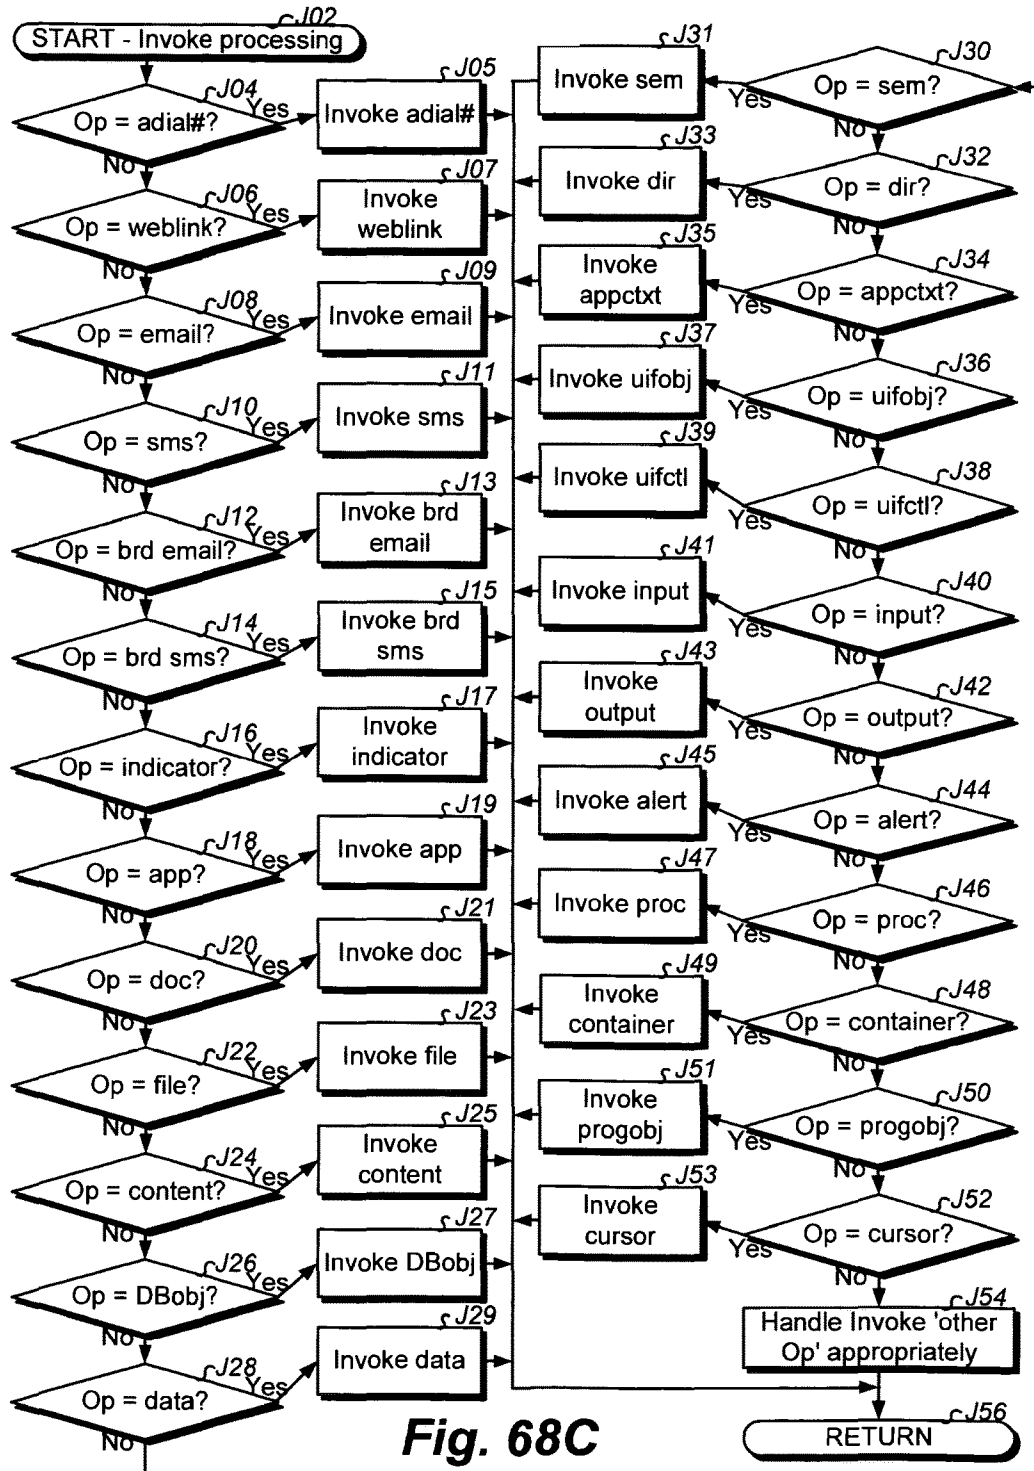 J02
START - Invoke processing
J04
Op = adial#?
Yes
No
J05
Invoke adial#
J06
Op = weblink?
Yes
No
J07
Invoke
weblink
J08
Op = email?
Yes
No
J09
Invoke email
J10
Op = sms?
Yes
No
J11
Invoke sms
J12
Op = brd email?
Yes
No
J13
Invoke brd
email
J14
Op = brd sms?
Yes
No
J15
Invoke brd
sms
J16
Op = indicator?
Yes
No
J17
Invoke
indicator
J18
Op = app?
Yes
No
J19
Invoke app
J20
Op = doc?
Yes
No
J21
Invoke doc
J22
Op = file?
Yes
No
J23
Invoke file
J24
Op = content?
Yes
No
J25
Invoke
content
J26
Op = DBobj?
Yes
No
J27
Invoke DBobj
J28
Op = data?
Yes
No
J29
Invoke data
J30
Op = sem?
Yes
No
J31
Invoke sem
J32
Op = dir?
Yes
No
J33
Invoke dir
J34
Op = appctxt?
Yes
No
J35
Invoke
appctxt
J36
Op = uifobj?
Yes
No
J37
Invoke uifobj
J38
Op = uifctl?
Yes
No
J39
Invoke uifctl
J40
Op = input?
Yes
No
J41
Invoke input
J42
Op = output?
Yes
No
J43
Invoke
output
J44
Op = alert?
Yes
No
J45
Invoke alert
J46
Op = proc?
Yes
No
J47
Invoke proc
J48
Op = container?
Yes
No
J49
Invoke
container
J50
Op = progobj?
Yes
No
J51
Invoke
progobj
J52
Op = cursor?
Yes
No
J53
Invoke
cursor
J54
Handle Invoke 'other
Op' appropriately
J56
RETURN
Fig. 68C